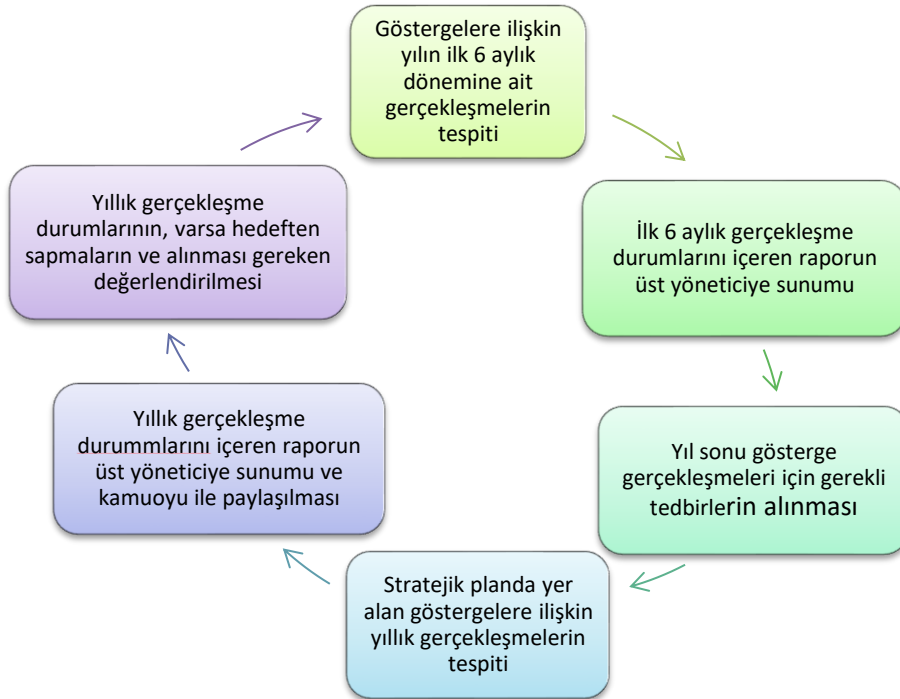 Göstergelere ilişkin
yılın ilk 6 aylık
dönemine ait
gerçekleşmelerin
tespiti
İlk 6 aylık gerçekleşme
durumlarını içeren raporun
üst yöneticiye sunumu
Yıl sonu gösterge
gerçekleşmeleri için gerekli
tedbirlerin alınması
Stratejik planda yer
alan göstergelere ilişkin
yıllık gerçekleşmelerin
tespiti
Yıllık gerçekleşme
durummlarını içeren raporun
üst yöneticiye sunumu ve
kamuoyu ile paylaşılması
Yıllık gerçekleşme
durumlarının, varsa hedeften
sapmaların ve alınması gereken
değerlendirilmesi